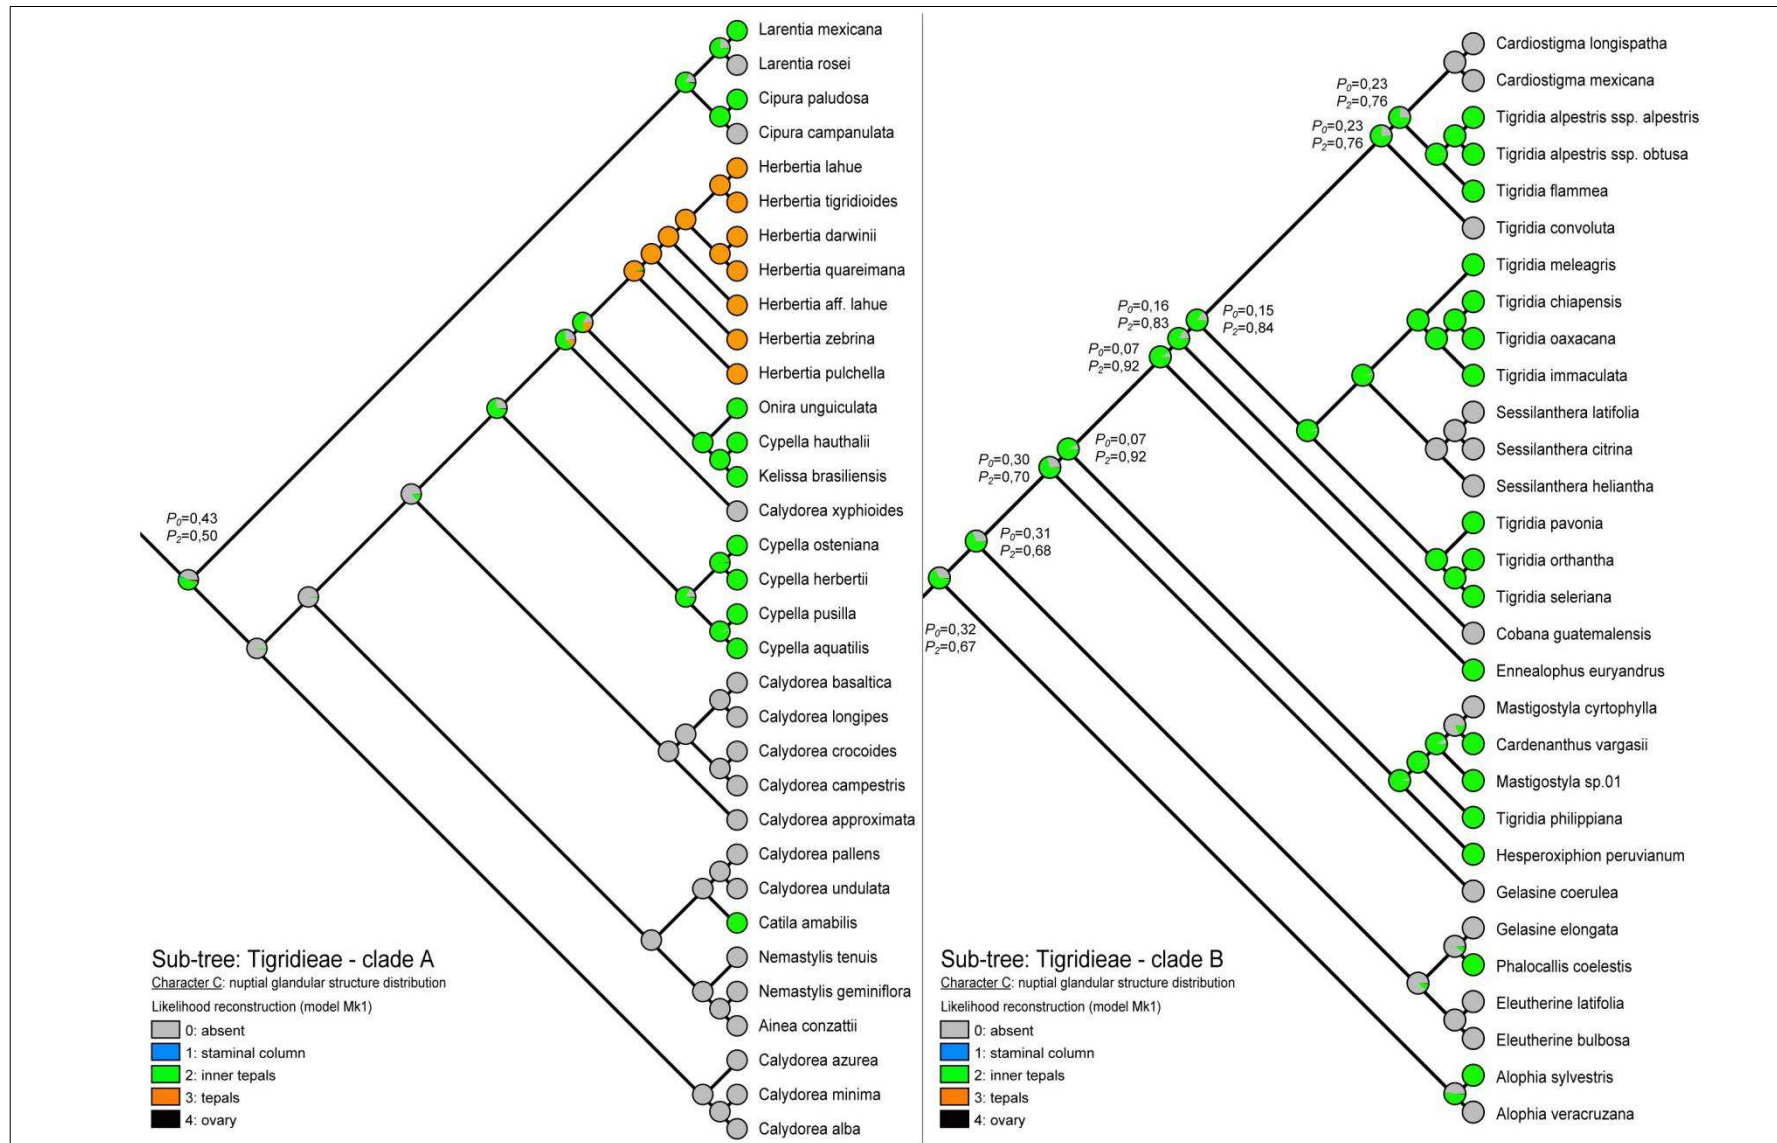 Larentia mexicana
Larentia rosei
Cipura paludosa
Cipura campanulata
Herbertia lahue
Herbertia tigridioides
Herbertia darwinii
Herbertia quareimana
Herbertia aff. lahue
Herbertia zebrina
Herbertia pulchella
Onira unguiculata
Cypella hauthalii
Kelissa brasiliensis
Calydorea xyphioides
P0=0,43
P2=0,50
Cypella osteniana
Cypella herbertii
Cypella pusilla
Cypella aquatilis
Calydorea basaltica
Calydorea longipes
Calydorea crocoides
Calydorea campestris
Calydorea approximata
Calydorea pallens
Calydorea undulata
Catila amabilis
Nemastylis tenuis
Nemastylis geminiflora
Ainea conzattii
Calydorea azurea
Calydorea minima
Calydorea alba
Sub-tree: Tigridieae - clade A
Character C: nuptial glandular structure distribution
Likelihood reconstruction (model Mk1)
0: absent
1: staminal column
2: inner tepals
3: tepals
4: ovary
Cardiostigma longispatha
Cardiostigma mexicana
P0=0,23
P2=0,76
Tigridia alpestris ssp. alpestris
P0=0,23
P2=0,76
Tigridia alpestris ssp. obtusa
Tigridia flammea
Tigridia convoluta
Tigridia meleagris
Tigridia chiapensis
P0=0,16
P2=0,83
P0=0,15
P2=0,84
Tigridia oaxacana
P0=0,07
P2=0,92
Tigridia immaculata
Sessilanthera latifolia
Sessilanthera citrina
P0=0,07
P2=0,92
P0=0,30
P2=0,70
Sessilanthera heliantha
Tigridia pavonia
P0=0,31
P2=0,68
Tigridia orthantha
Tigridia seleriana
P0=0,32
P2=0,67
Cobana guatemalensis
Ennealophus euryandrus
Mastigostyla cyrtophylla
Cardenanthus vargasii
Mastigostyla sp.01
Tigridia philippiana
Hesperoxiphion peruvianum
Gelasine coerulea
Gelasine elongata
Phalocallis coelestis
Eleutherine latifolia
Eleutherine bulbosa
Alophia sylvestris
Alophia veracruzana
Sub-tree: Tigridieae - clade B
Character C: nuptial glandular structure distribution
Likelihood reconstruction (model Mk1)
0: absent
1: staminal column
2: inner tepals
3: tepals
4: ovary